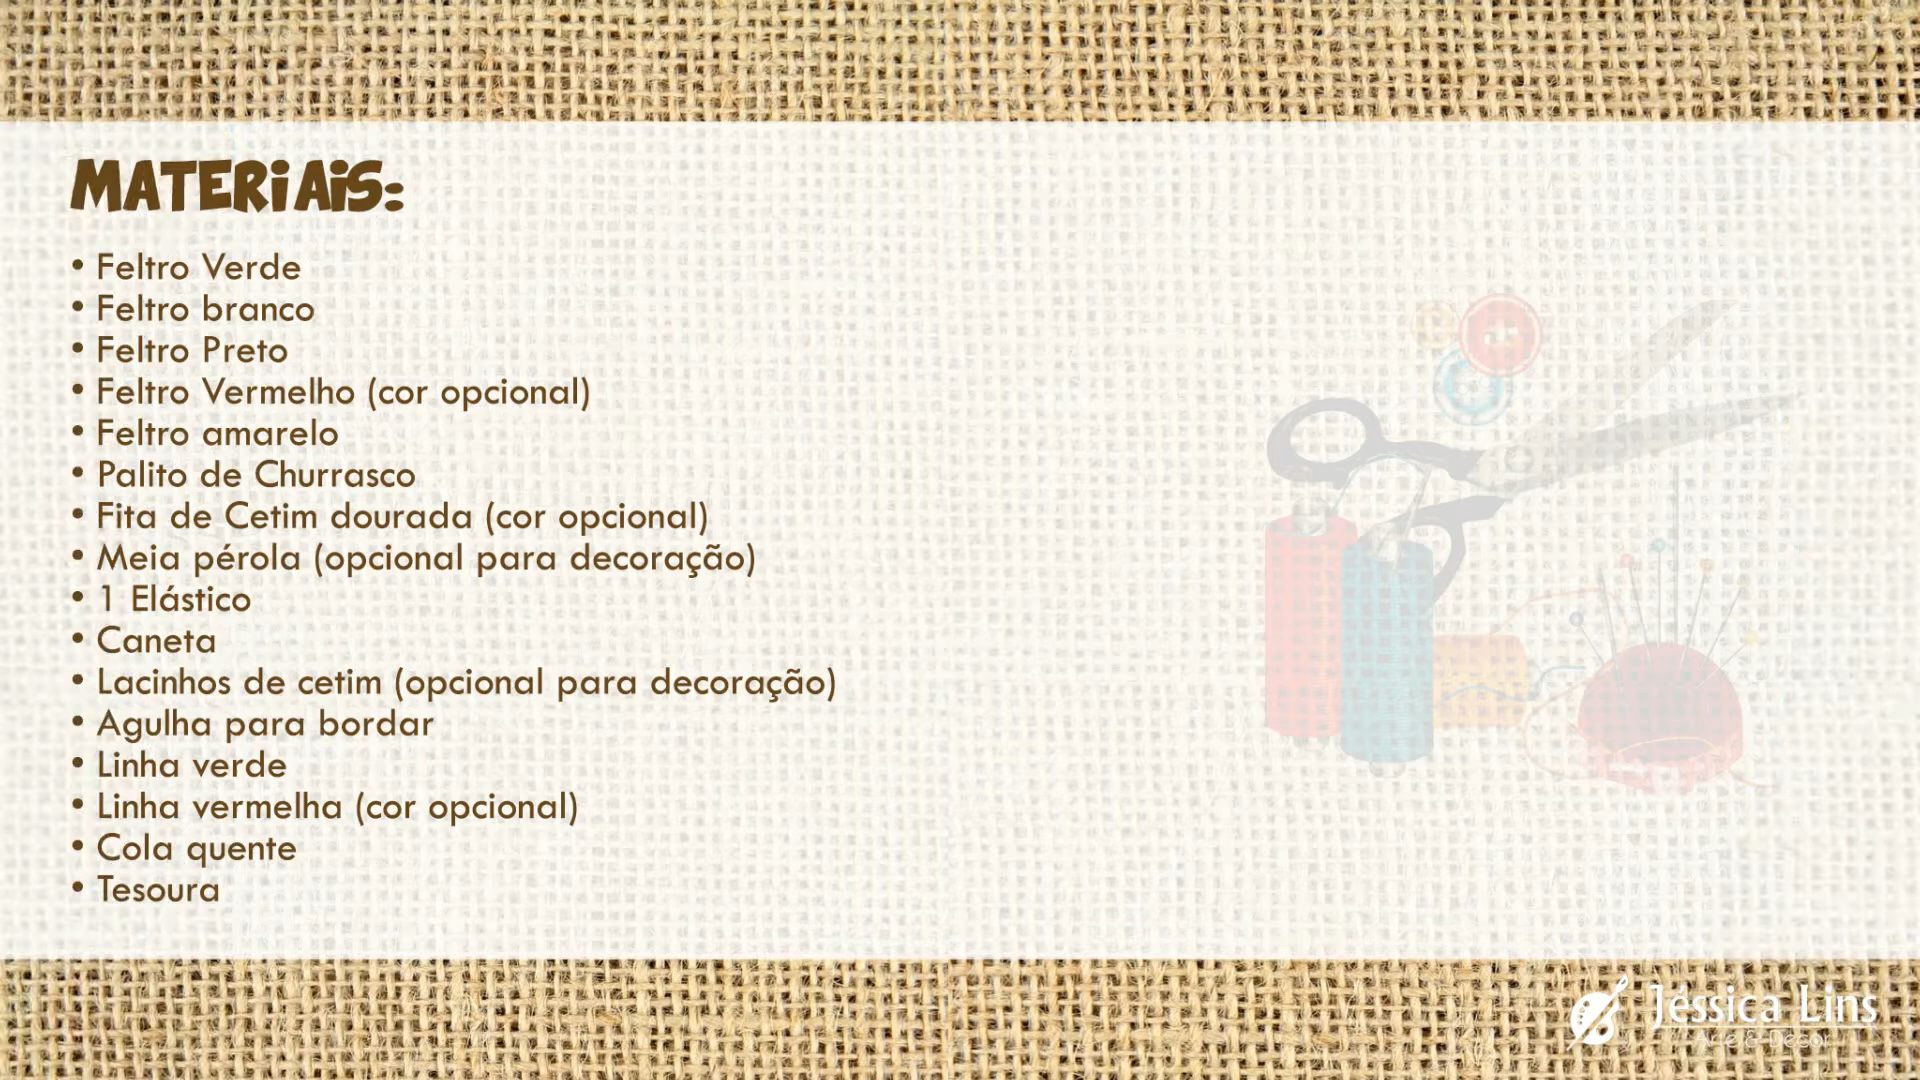 MATERiAiS:
• Feltro Verde
• Feltro branco
• Feltro Preto
• Feltro Vermelho (cor opcional)
• Feltro amarelo
• Palito de Churrasco
• Fita de Cetim dourada (cor opcional)
• Meia pérola (opcional para decoração)
• 1 Elástico
• Caneta
• Lacinhos de cetim (opcional para decoração)
• Agulha para bordar
• Linha verde
• Linha vermelha (cor opcional)
• Cola quente
• Tesoura
Jéssica Lins
Arte & Decor